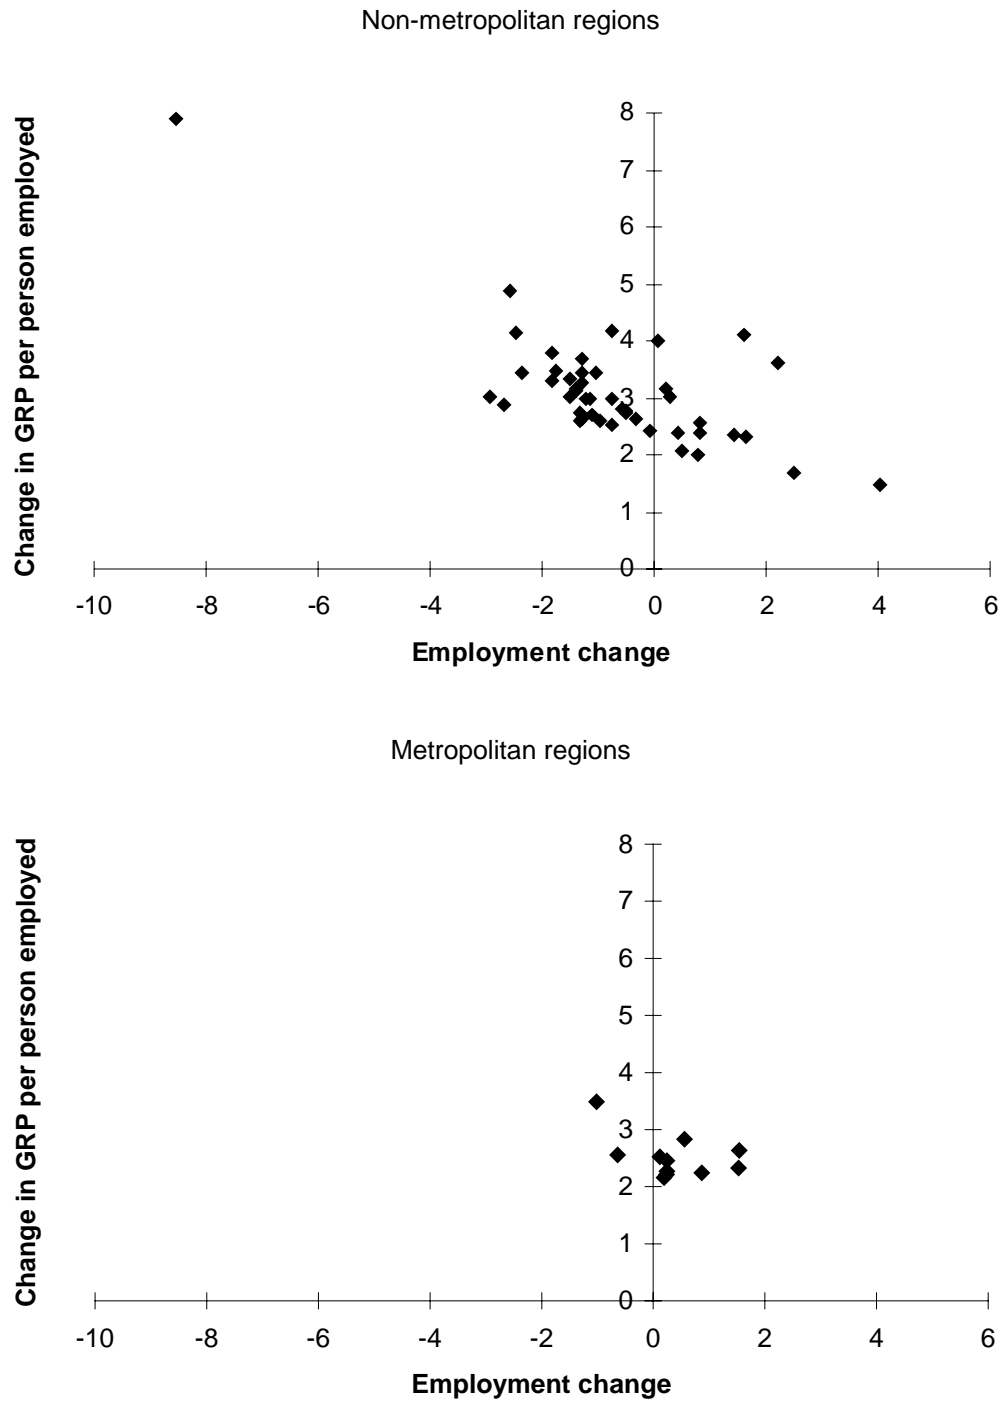 Non-metropolitan regions
Change in GRP per person employed
8
7
6
5
4
3
2
1
0
-10 -8 -6 -4 -2 0 2 4 6
Employment change
Metropolitan regions
Change in GRP per person employed
8
7
6
5
4
3
2
1
0
-10 -8 -6 -4 -2 0 2 4 6
Employment change